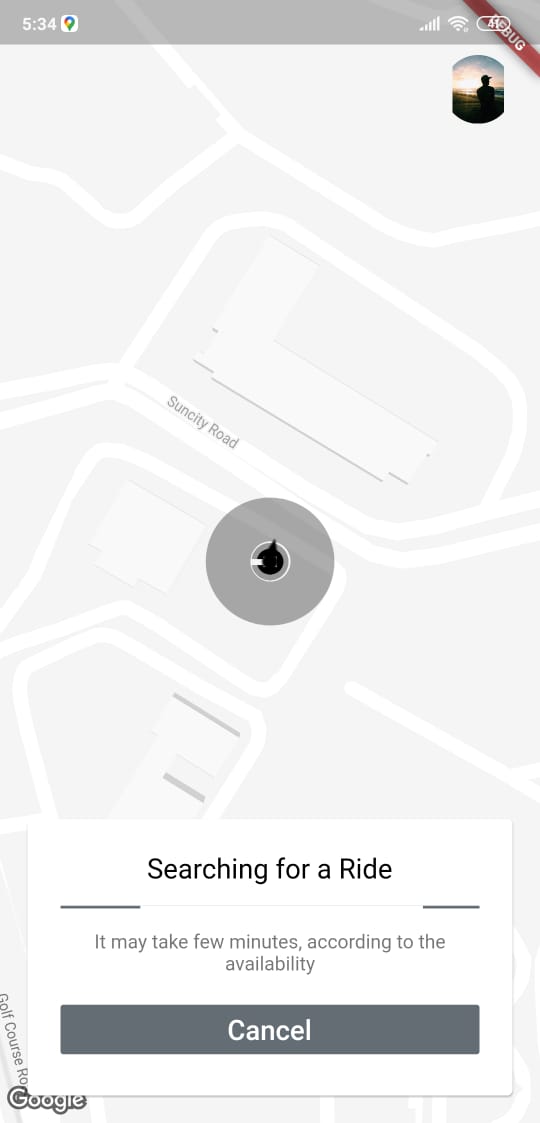 5:34
41
DEBUG
Suncity Road
Searching for a Ride
It may take few minutes, according to the
availability
Cancel
Golf Course Ro
Google